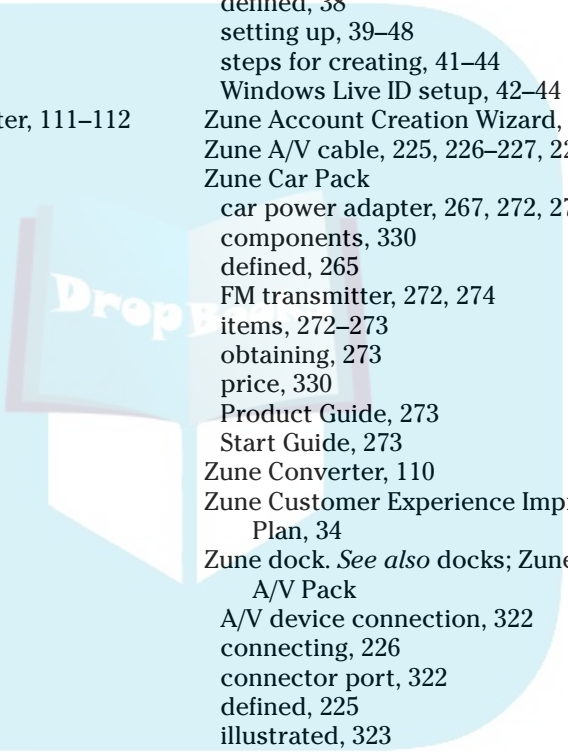 ter, 111–112
defined, 38
setting up, 39–48
steps for creating, 41–44
Windows Live ID setup, 42–44
Zune Account Creation Wizard,
Zune A/V cable, 225, 226–227,
Zune Car Pack
car power adapter, 267, 272,
components, 330
defined, 265
FM transmitter, 272, 274
items, 272–273
obtaining, 273
price, 330
Product Guide, 273
Start Guide, 273
Zune Converter, 110
Zune Customer Experience
Plan, 34
Zune dock. See also docks; Zune
A/V Pack
A/V device connection, 322
connecting, 226
connector port, 322
defined, 225
illustrated, 323